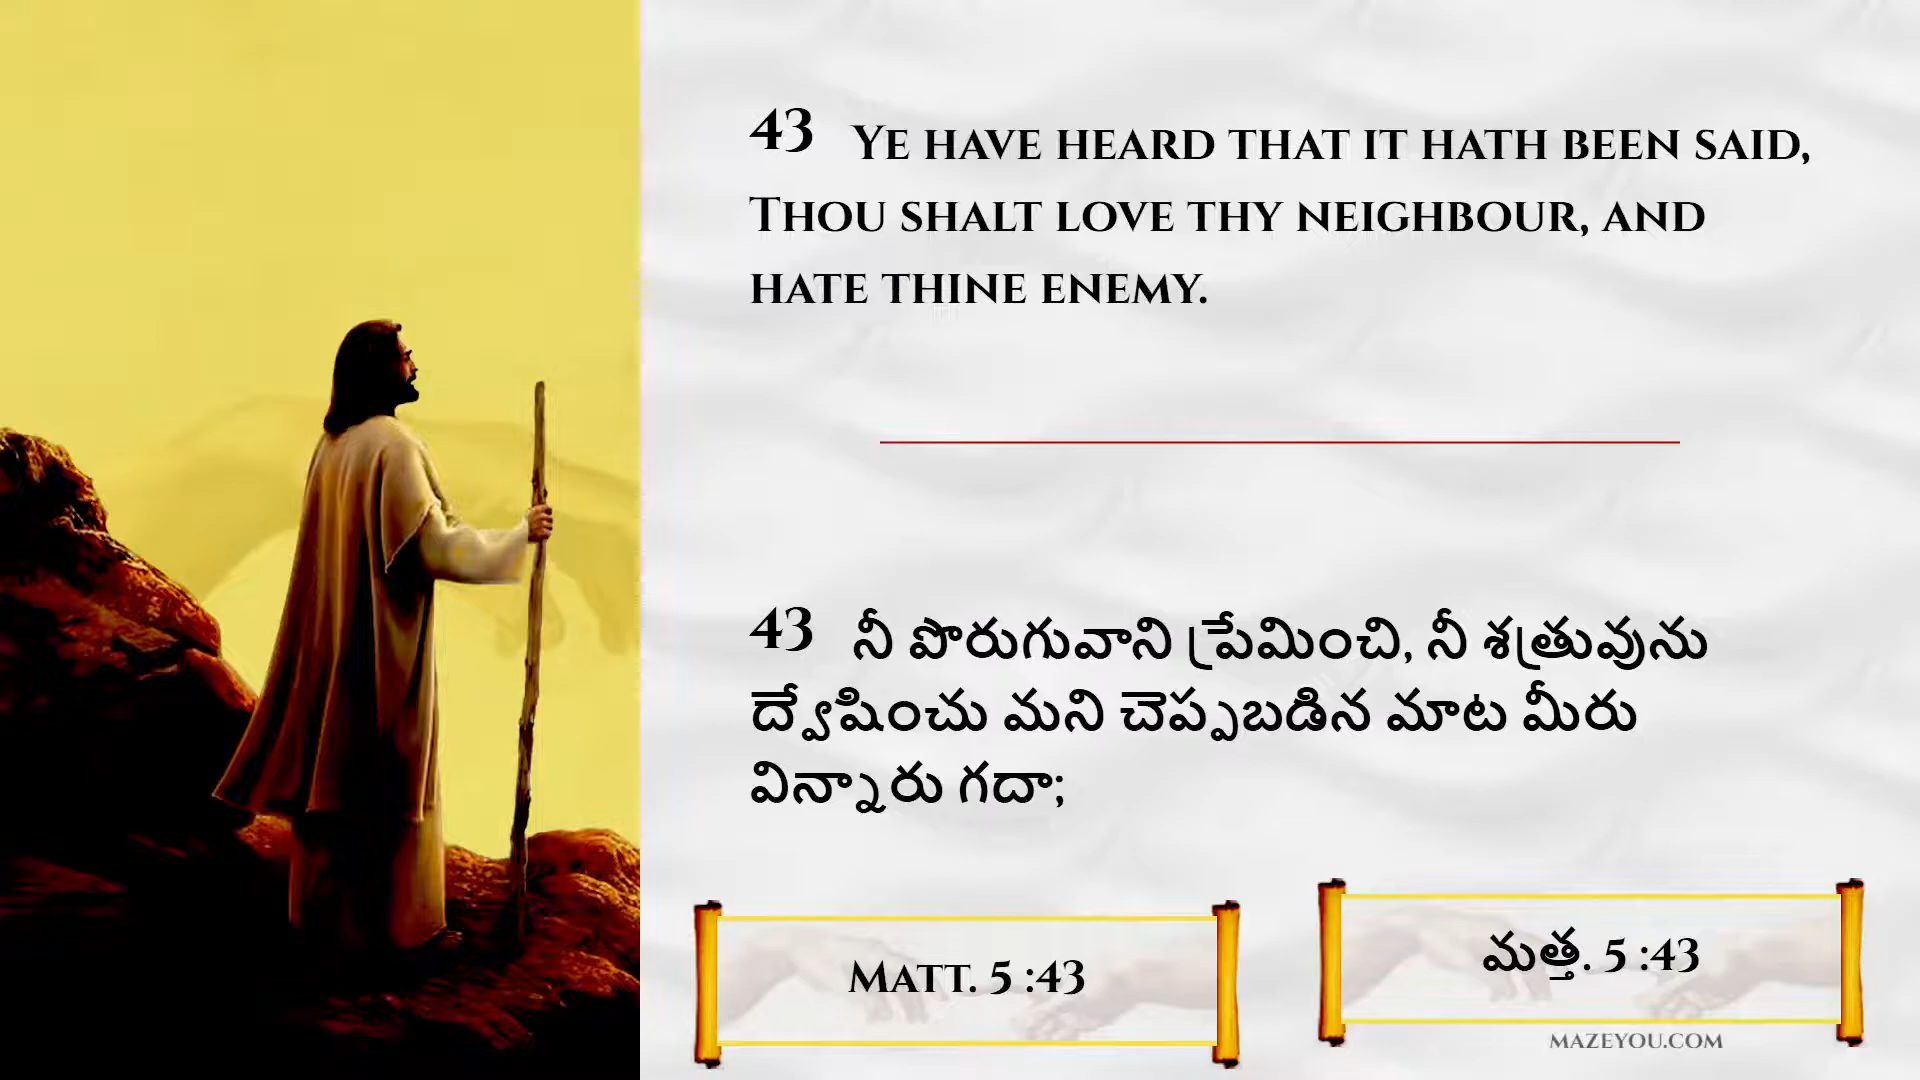 43 Ye have heard that it hath been said,
Thou shalt love thy neighbour, and
hate thine enemy.
43 నీ పొరుగువాని ప్రేమించి, నీ శత్రువును
ద్వేషించు మని చెప్పబడిన మాట మీరు
విన్నారు గదా;
Matt. 5 :43
మత్త. 5 :43
MAZEYOU.COM